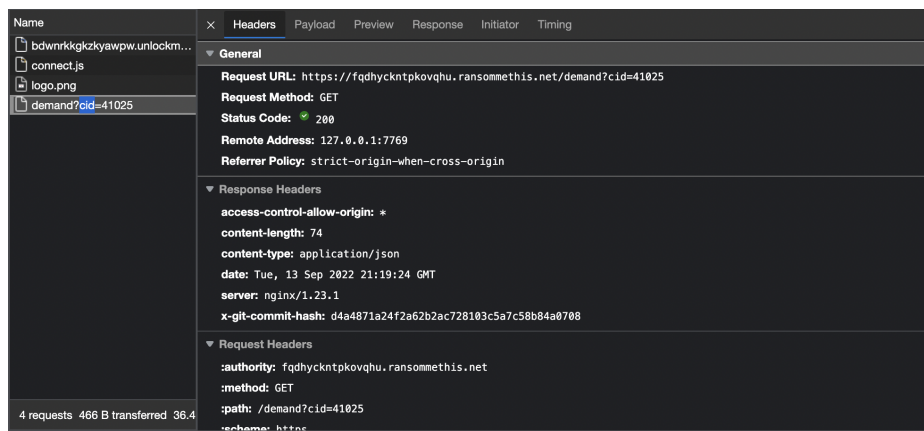 Name
bdwnrkkgkzkyawpw.unlockm...
connect.js
logo.png
demand?cid=41025
4 requests 466 B transferred 36.4
× Headers Payload Preview Response Initiator Timing
▼ General
Request URL: https://fqdhyckntpkovqhu.ransommethis.net/demand?cid=41025
Request Method: GET
Status Code: 200
Remote Address: 127.0.0.1:7769
Referrer Policy: strict-origin-when-cross-origin
▼ Response Headers
access-control-allow-origin: *
content-length: 74
content-type: application/json
date: Tue, 13 Sep 2022 21:19:24 GMT
server: nginx/1.23.1
x-git-commit-hash: d4a4871a24f2a62b2ac728103c5a7c58b84a0708
▼ Request Headers
:authority: fqdhyckntpkovqhu.ransommethis.net
:method: GET
:path: /demand?cid=41025
:scheme: https